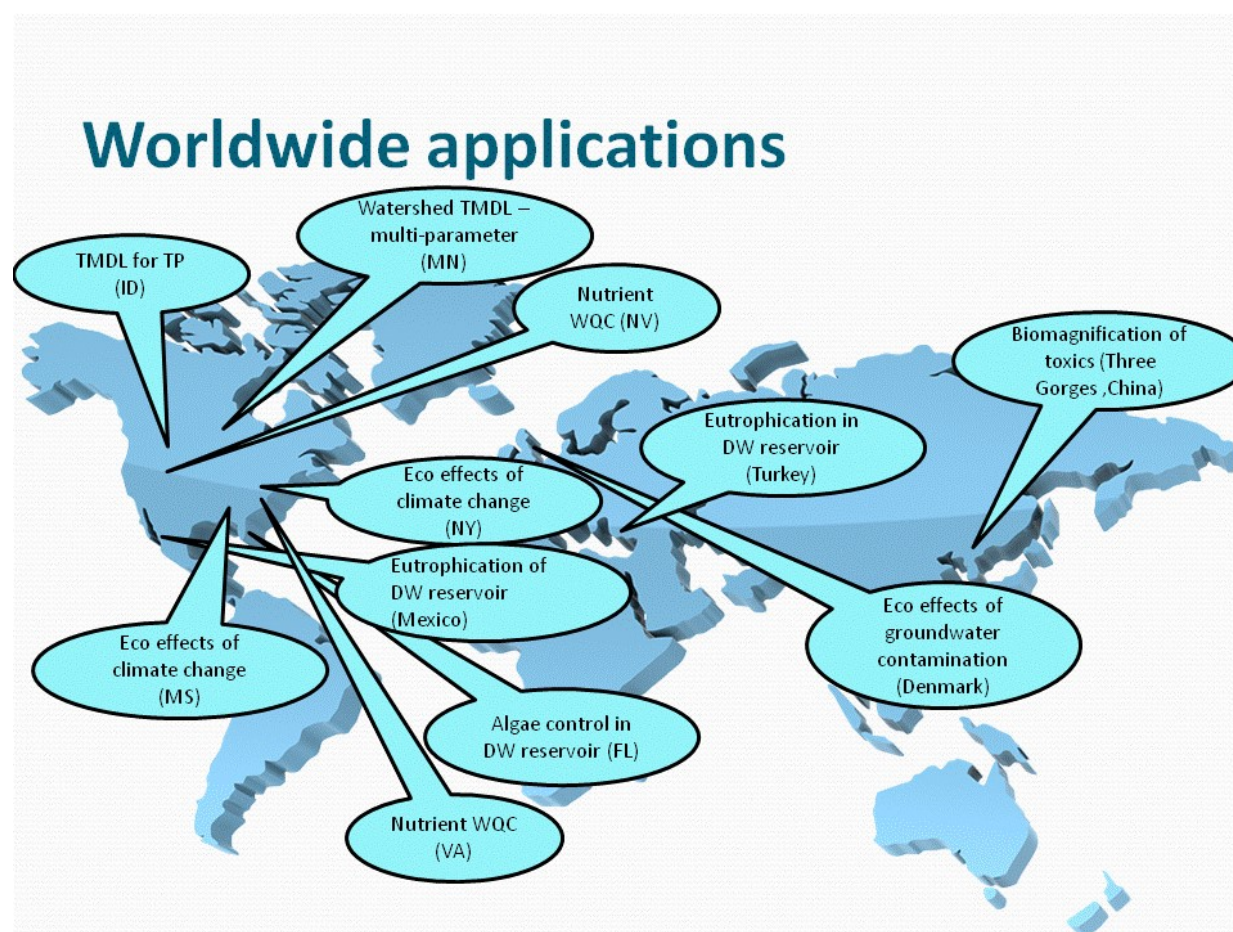 Worldwide applications
Watershed TMDL –
multi-parameter
(MN)
TMDL for TP
(ID)
Nutrient
WQC (NV)
Biomagnification of
toxics (Three
Gorges ,China)
Eutrophication in
DW reservoir
(Turkey)
Eco effects of
climate change
(NY)
Eutrophication of
DW reservoir
(Mexico)
Eco effects of
groundwater
contamination
(Denmark)
Eco effects of
climate change
(MS)
Algae control in
DW reservoir (FL)
Nutrient WQC
(VA)